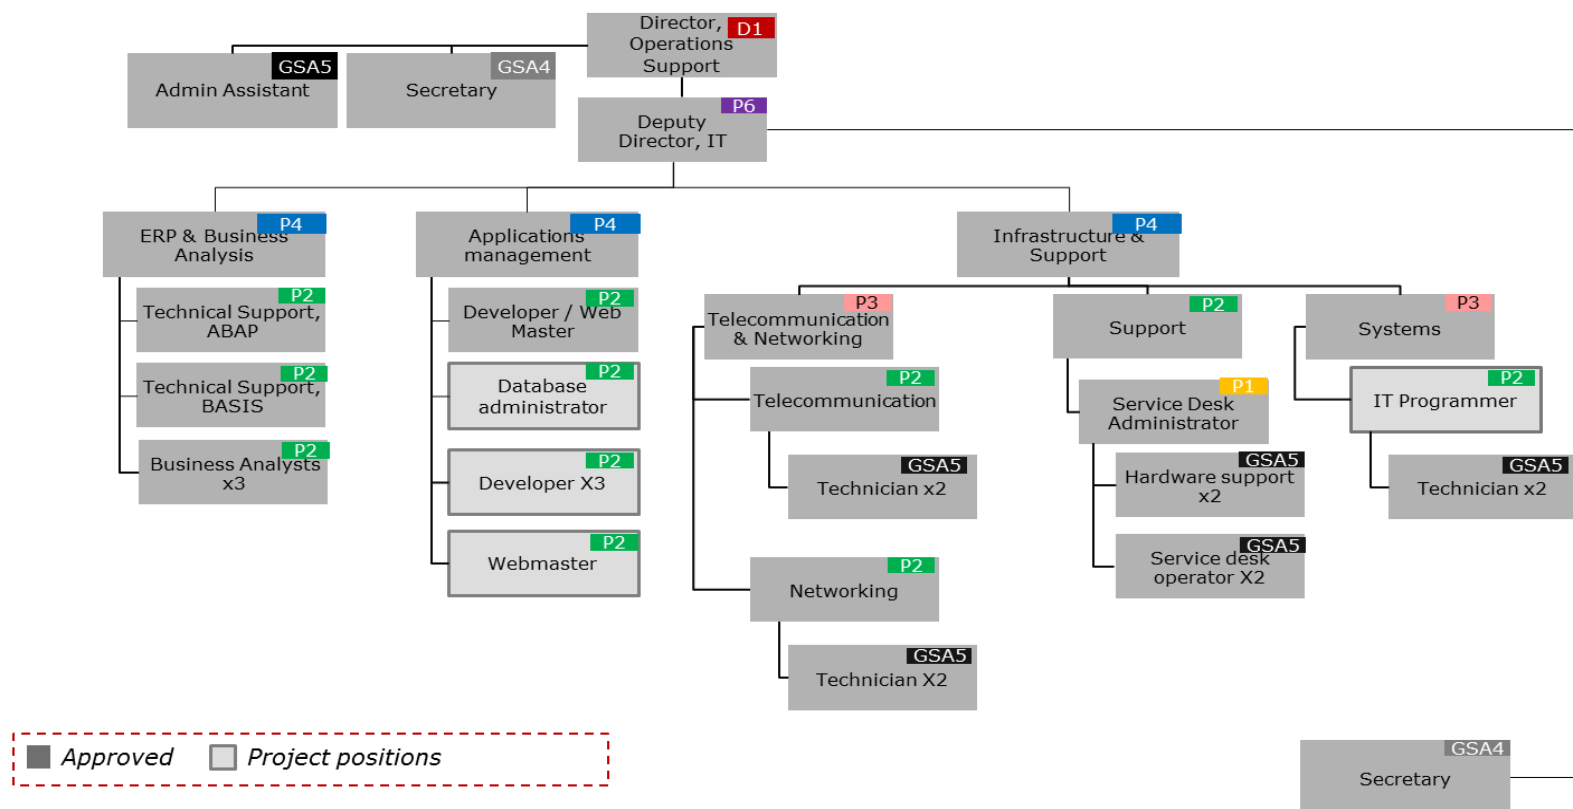 Director,
Operations
Support
D1
GSA5
Admin Assistant
GSA4
Secretary
P6
Deputy
Director, IT
P4
ERP & Business
Analysis
P4
Applications
management
P4
Infrastructure &
Support
P2
Technical Support,
ABAP
P2
Technical Support,
BASIS
P2
Business Analysts
x3
P2
Developer / Web
Master
P2
Database
administrator
P2
Developer X3
P2
Webmaster
P3
Telecommunication
& Networking
P2
Telecommunication
GSA5
Technician x2
P2
Networking
GSA5
Technician X2
P2
Support
P1
Service Desk
Administrator
GSA5
Hardware support
x2
GSA5
Service desk
operator X2
P3
Systems
P2
IT Programmer
GSA5
Technician x2
Approved
Project positions
GSA4
Secretary